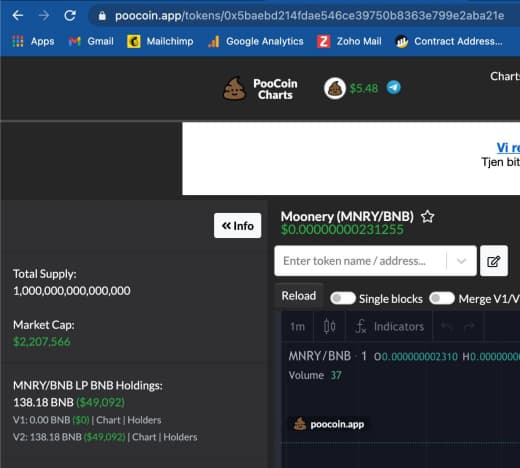 poocoin.app/tokens/0x5baebd214fdae546ce39750b8363e799e2aba21e
Apps Gmail Mailchimp Google Analytics Zoho Mail Contract Address...
PooCoin
Charts
$5.48
Chart
Vi re
Tjen bit
Info
Moonery (MNRY/BNB)
$0.00000000231255
Enter token name / address...
Total Supply:
1,000,000,000,000,000
Reload Single blocks Merge V1/V
Market Cap:
$2,207,566
1m Indicators
MNRY/BNB · 1 O0.000000002310 H0.0000000
Volume 37
MNRY/BNB LP BNB Holdings:
138.18 BNB ($49,092)
V1: 0.00 BNB ($0) | Chart | Holders
V2: 138.18 BNB ($49,092) | Chart | Holders
poocoin.app